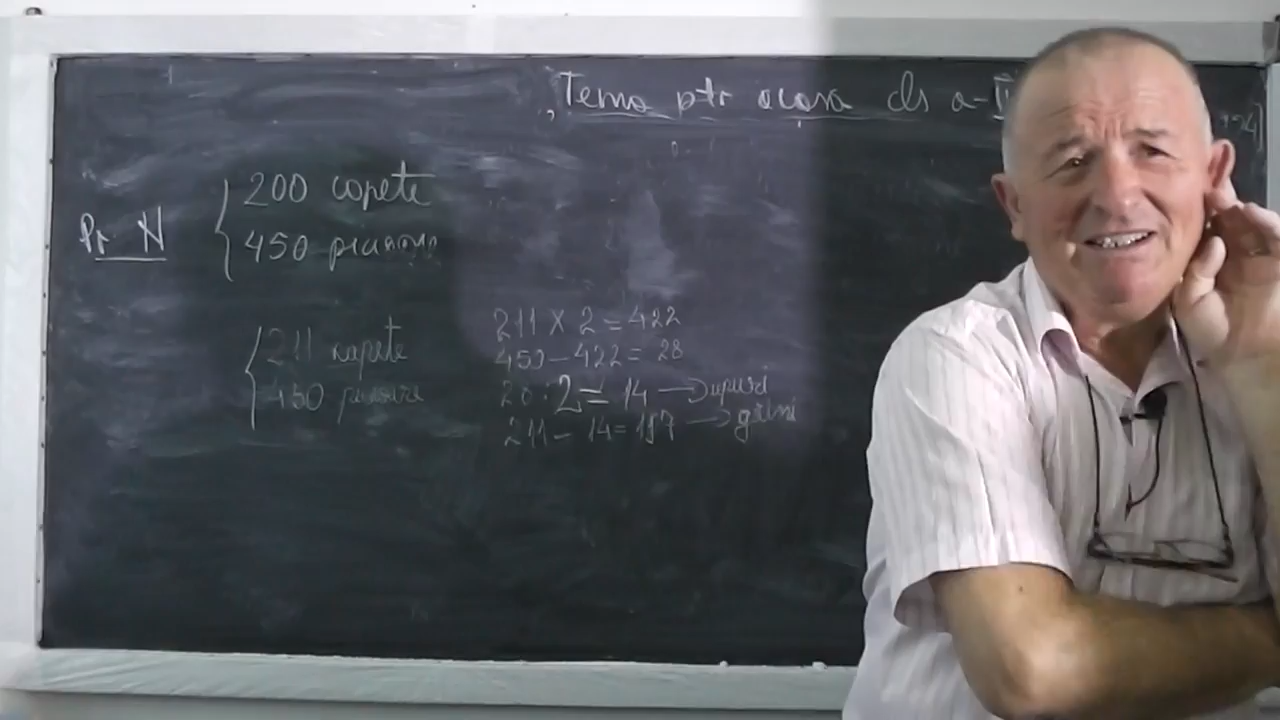 Tema ptr acasa cls a-II
Pr N
200 capete
450 picioare
211 capete
450 picioare
211 X 2 = 422
450 - 422 = 28
28 : 2 = 14 → iepuri
211 - 14 = 197 → găini